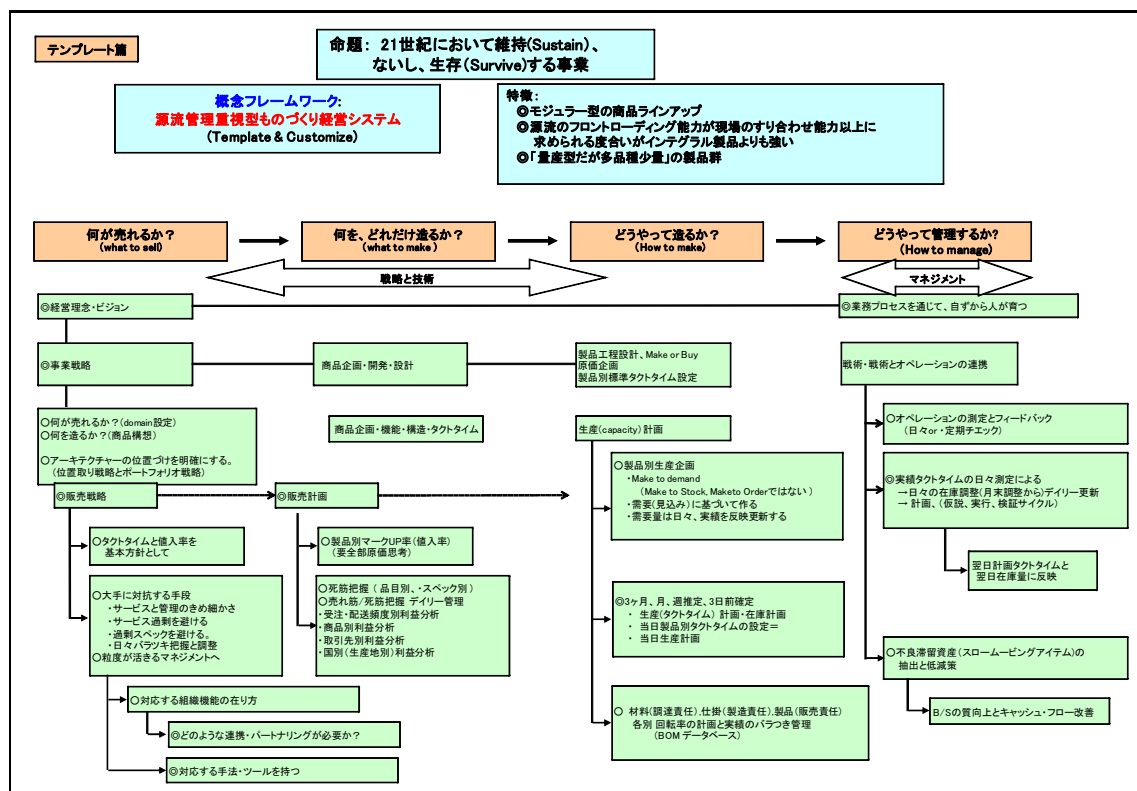 テンプレート篇
命題： 21世紀において維持(Sustain)、
ないし、生存(Survive)する事業
概念フレームワーク:
源流管理重視型ものづくり経営システム
(Template & Customize)
特徴：
◎モジュラー型の商品ラインアップ
◎源流のフロントローディング能力が現場のすり合わせ能力以上に
求められる度合いがインテグラル製品よりも強い
◎「量産型だが多品種少量」の製品群
何が売れるか？
(what to sell)
何を、どれだけ造るか？
(what to make )
どうやって造るか？
(How to make)
どうやって管理するか?
(How to manage)
戦略と技術
マネジメント
◎経営理念・ビジョン
◎業務プロセスを通じて、自ずから人が育つ
◎事業戦略
商品企画・開発・設計
製品工程設計、Make or Buy
原価企画
製品別標準タクトタイム設定
戦術・戦術とオペレーションの連携
○何が売れるか？(domain設定)
○何を造るか？(商品構想)
○アーキテクチャーの位置づけを明確にする。
(位置取り戦略とポートフォリオ戦略)
商品企画・機能・構造・タクトタイム
生産(capacity)計画
○オペレーションの測定とフィードバック
（日々or・定期チエック）
◎販売戦略
◎販売計画
○製品別生産企画
・Make to demand
(Make to Stock, Maketo Orderではない）
・需要(見込み)に基づいて作る
・需要量は日々、実績を反映更新する
◎実績タクトタイムの日々測定による
→日々の在庫調整(月末調整から)デイリー更新
→ 計画、（仮説、実行、検証サイクル）
○タクトタイムと値入率を
基本方針として
○製品別マークUP率(値入率)
（要全部原価思考）
翌日計画タクトタイムと
翌日在庫量に反映
○大手に対抗する手段
・サービスと管理のきめ細かさ
・サービス過剰を避ける
・過剰スペックを避ける。
・日々バラツキ把握と調整
○粒度が活きるマネジメントへ
○死筋把握（ 品目別、・スペック別）
○売れ筋/死筋把握 デイリー管理
・受注・配送頻度別利益分析
・商品別利益分析
・取引先別利益分析
・国別(生産地別)利益分析
◎3ヶ月、月、週推定、3日前確定
・ 生産(タクトタイム) 計画・在庫計画
・ 当日製品別タクトタイムの設定＝
・ 当日生産計画
○不良滞留資産（スロームービングアイテム)の
抽出と低減策
○対応する組織機能の在り方
B/Sの質向上とキャッシュ・フロー改善
○ 材料(調達責任）、仕掛(製造責任)、製品(販売責任)
各別 回転率の計画と実績のバラつき管理
(BOM データベース）
◎どのような連携・パートナリングが必要か？
◎対応する手法・ツールを持つ